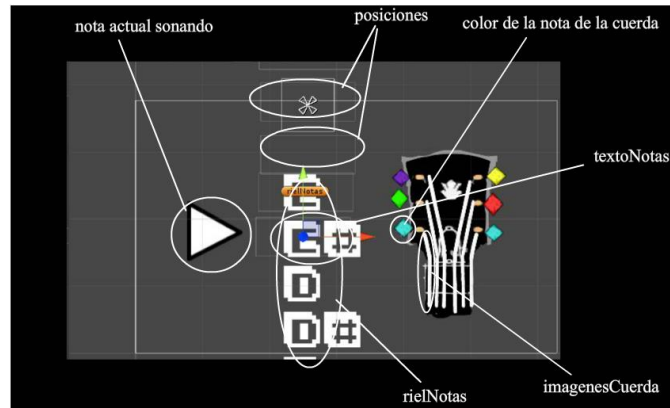 posiciones
color de la nota de la cuerda
nota actual sonando
textoNotas
rielNotas
E
D
D#
imagenesCuerda
rielNotas